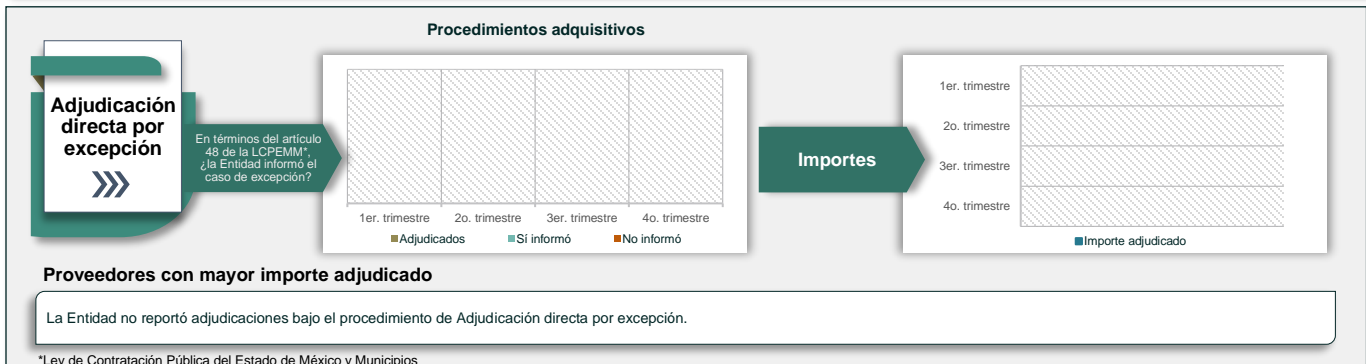 Procedimientos adquisitivos
Adjudicación
directa por
excepción
En términos del artículo
48 de la LCPEMM*,
¿la Entidad informó el
caso de excepción?
1er. trimestre 2o. trimestre 3er. trimestre 4o. trimestre
Adjudicados Sí informó No informó
Importes
1er. trimestre
2o. trimestre
3er. trimestre
4o. trimestre
Importe adjudicado
Proveedores con mayor importe adjudicado
La Entidad no reportó adjudicaciones bajo el procedimiento de Adjudicación directa por excepción.
*Ley de Contratación Pública del Estado de México y Municipios